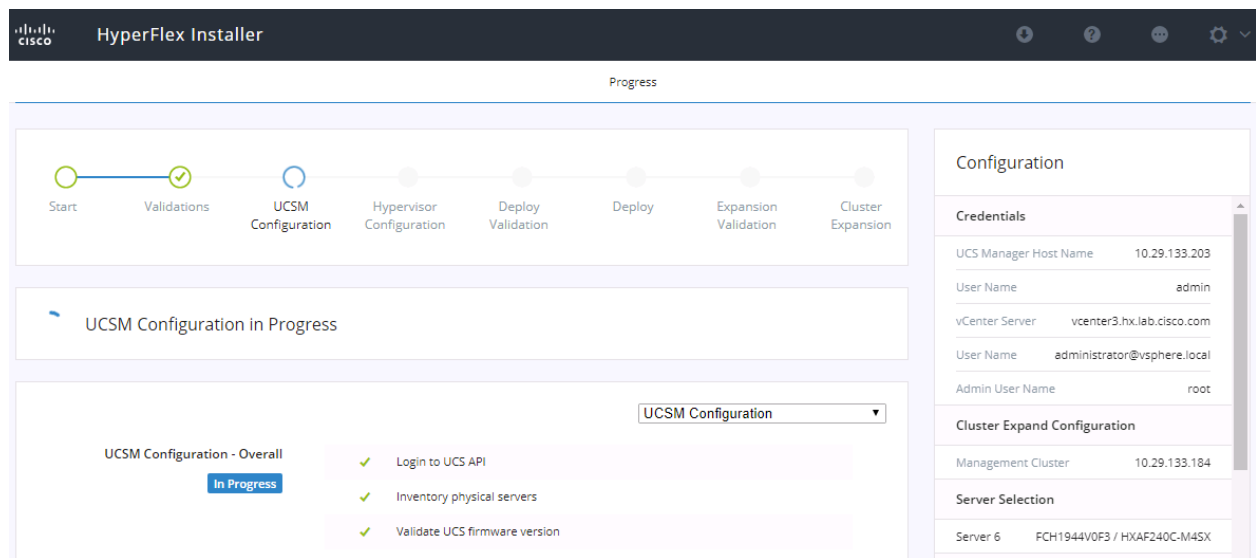 cisco
HyperFlex Installer
Progress
Start
Validations
UCSM
Configuration
Hypervisor
Configuration
Deploy
Validation
Deploy
Expansion
Validation
Cluster
Expansion
UCSM Configuration in Progress
UCSM Configuration
UCSM Configuration - Overall
In Progress
Login to UCS API
Inventory physical servers
Validate UCS firmware version
Configuration
Credentials
UCS Manager Host Name 10.29.133.203
User Name admin
vCenter Server vcenter3.hx.lab.cisco.com
User Name administrator@vsphere.local
Admin User Name root
Cluster Expand Configuration
Management Cluster 10.29.133.184
Server Selection
Server 6 FCH1944V0F3 / HXAF240C-M4SX